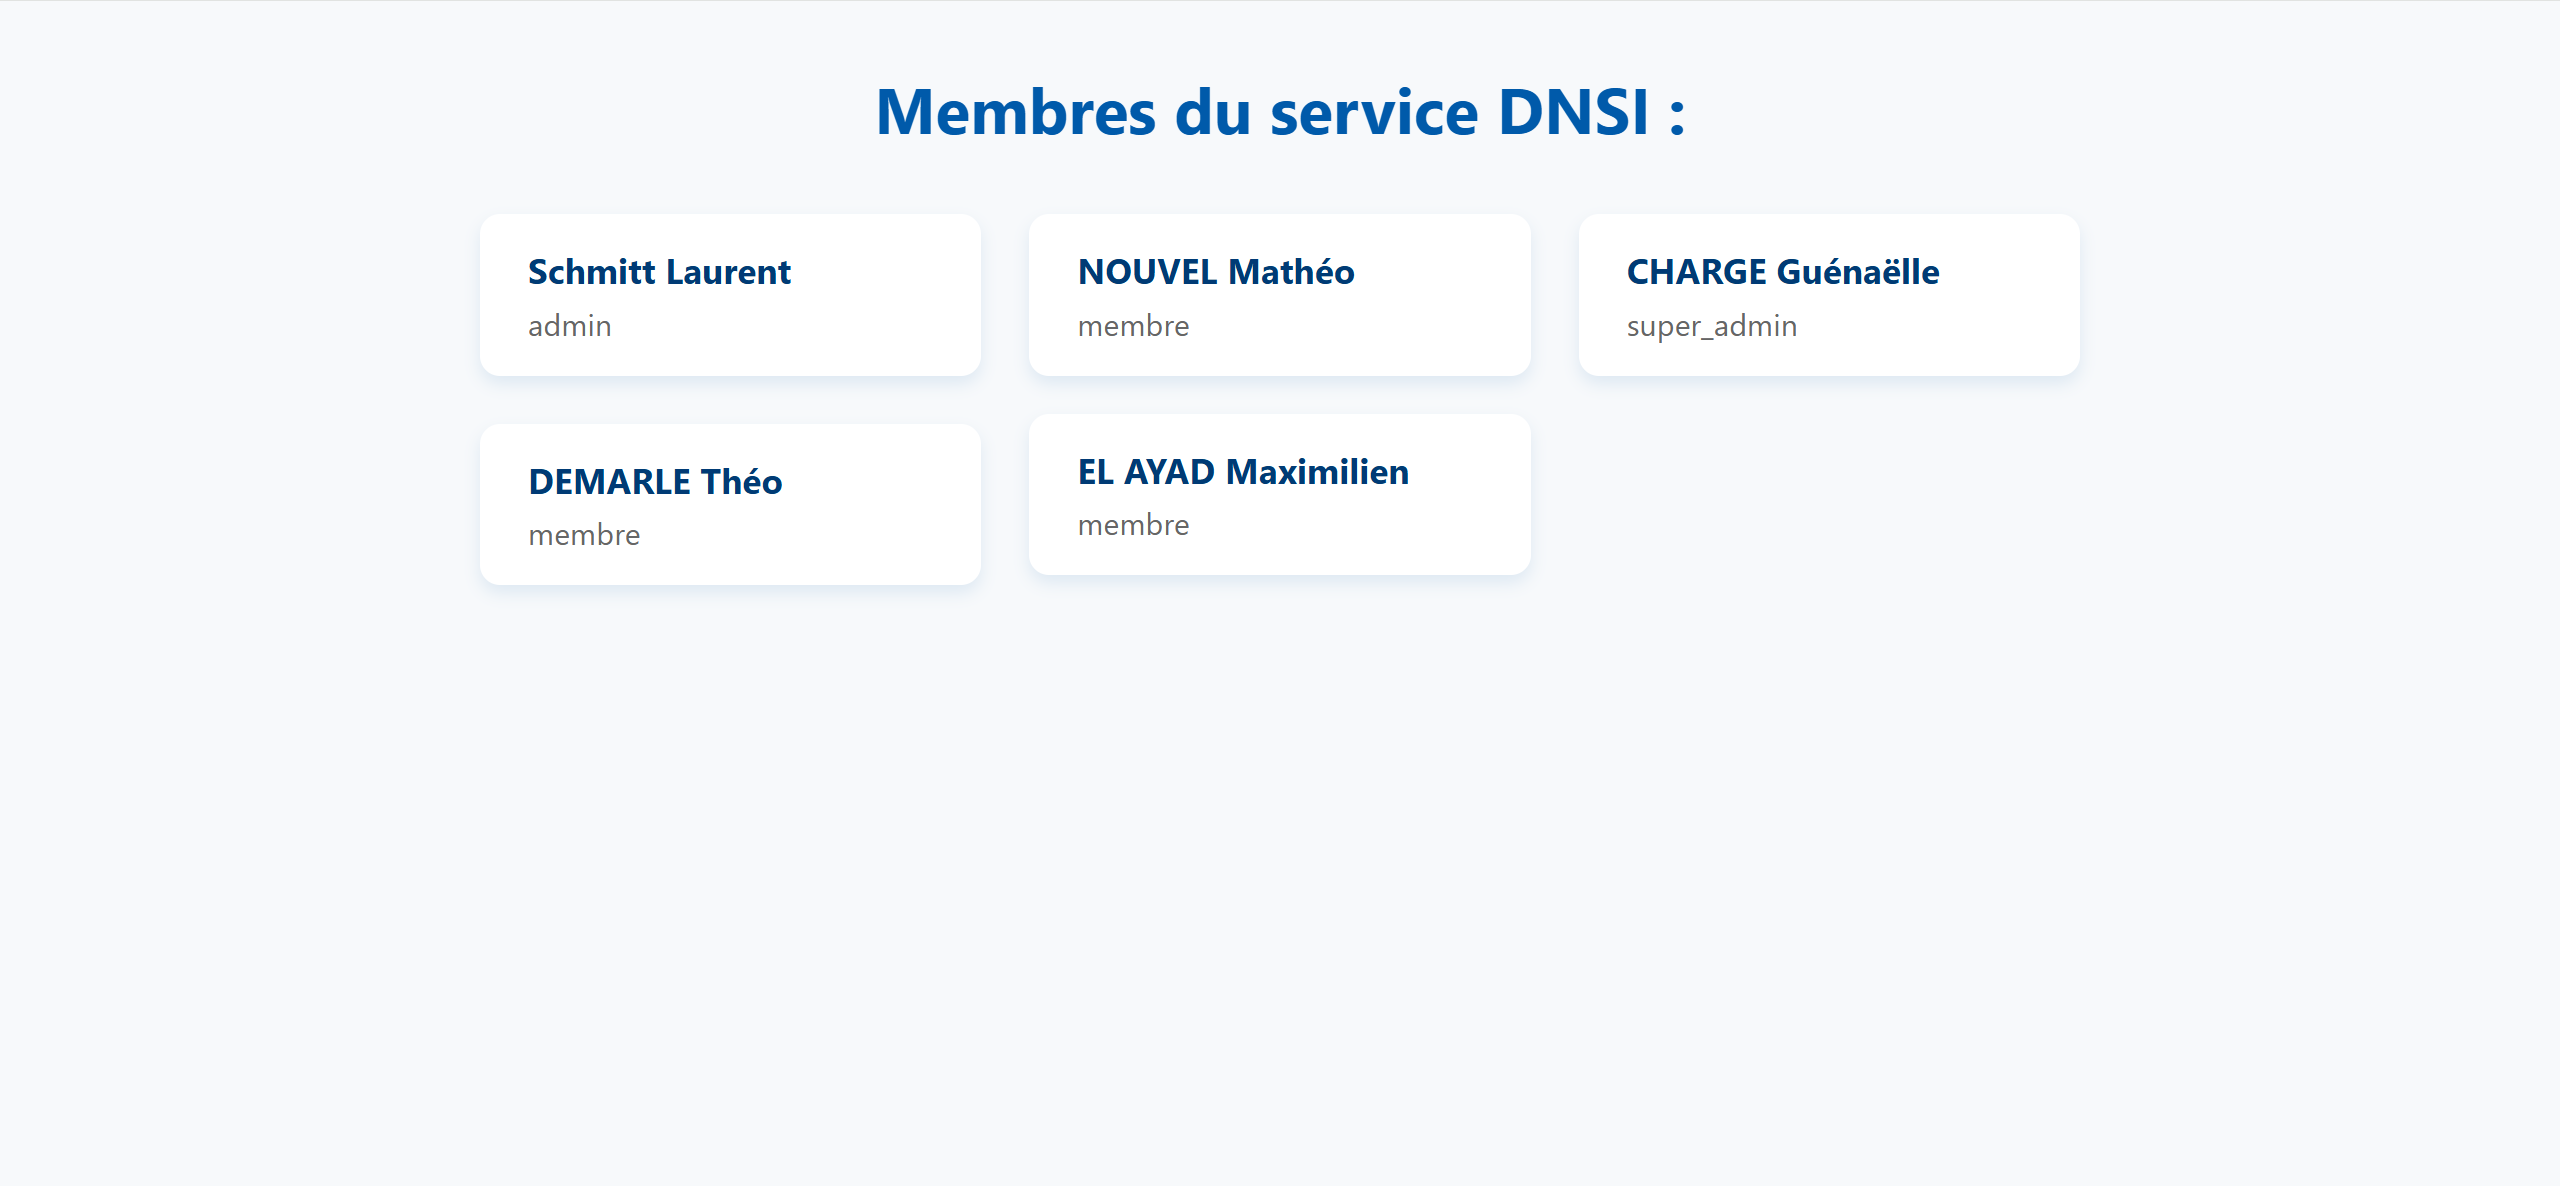 Membres du service DNSI :
Schmitt Laurent
admin
NOUVEL Mathéo
membre
CHARGE Guénaëlle
super_admin
DEMARLE Théo
membre
EL AYAD Maximilien
membre